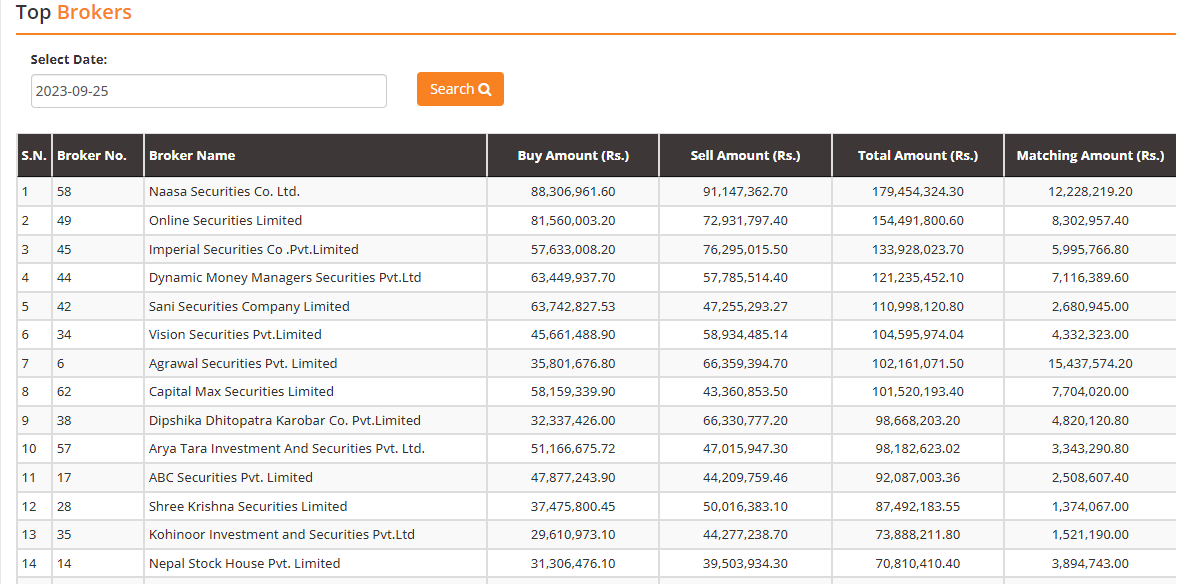 Top Brokers
Select Date:
2023-09-25
Search
S.N. Broker No. Broker Name Buy Amount (Rs.) Sell Amount (Rs.) Total Amount (Rs.) Matching Amount (Rs.)
1 58 Naasa Securities Co. Ltd. 88,306,961.60 91,147,362.70 179,454,324.30 12,228,219.20
2 49 Online Securities Limited 81,560,003.20 72,931,797.40 154,491,800.60 8,302,957.40
3 45 Imperial Securities Co .Pvt.Limited 57,633,008.20 76,295,015.50 133,928,023.70 5,995,766.80
4 44 Dynamic Money Managers Securities Pvt.Ltd 63,449,937.70 57,785,514.40 121,235,452.10 7,116,389.60
5 42 Sani Securities Company Limited 63,742,827.53 47,255,293.27 110,998,120.80 2,680,945.00
6 34 Vision Securities Pvt.Limited 45,661,488.90 58,934,485.14 104,595,974.04 4,332,323.00
7 6 Agrawal Securities Pvt. Limited 35,801,676.80 66,359,394.70 102,161,071.50 15,437,574.20
8 62 Capital Max Securities Limited 58,159,339.90 43,360,853.50 101,520,193.40 7,704,020.00
9 38 Dipshika Dhitopatra Karobar Co. Pvt.Limited 32,337,426.00 66,330,777.20 98,668,203.20 4,820,120.80
10 57 Arya Tara Investment And Securities Pvt. Ltd. 51,166,675.72 47,015,947.30 98,182,623.02 3,343,290.80
11 17 ABC Securities Pvt. Limited 47,877,243.90 44,209,759.46 92,087,003.36 2,508,607.40
12 28 Shree Krishna Securities Limited 37,475,800.45 50,016,383.10 87,492,183.55 1,374,067.00
13 35 Kohinoor Investment and Securities Pvt.Ltd 29,610,973.10 44,277,238.70 73,888,211.80 1,521,190.00
14 14 Nepal Stock House Pvt. Limited 31,306,476.10 39,503,934.30 70,810,410.40 3,894,743.00